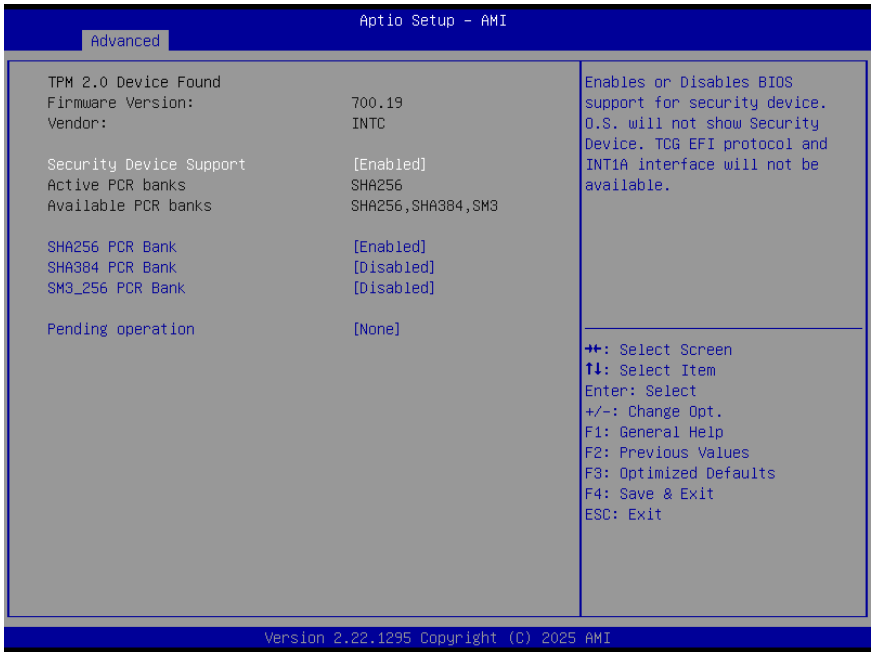 Aptio Setup – AMI
Advanced
TPM 2.0 Device Found
Firmware Version: 700.19
Vendor: INTC
Security Device Support [Enabled]
Active PCR banks SHA256
Available PCR banks SHA256,SHA384,SM3
SHA256 PCR Bank [Enabled]
SHA384 PCR Bank [Disabled]
SM3_256 PCR Bank [Disabled]
Pending operation [None]
Enables or Disables BIOS
support for security device.
O.S. will not show Security
Device. TCG EFI protocol and
INT1A interface will not be
available.
→←: Select Screen
↑↓: Select Item
Enter: Select
+/-: Change Opt.
F1: General Help
F2: Previous Values
F3: Optimized Defaults
F4: Save & Exit
ESC: Exit
Version 2.22.1295 Copyright (C) 2025 AMI